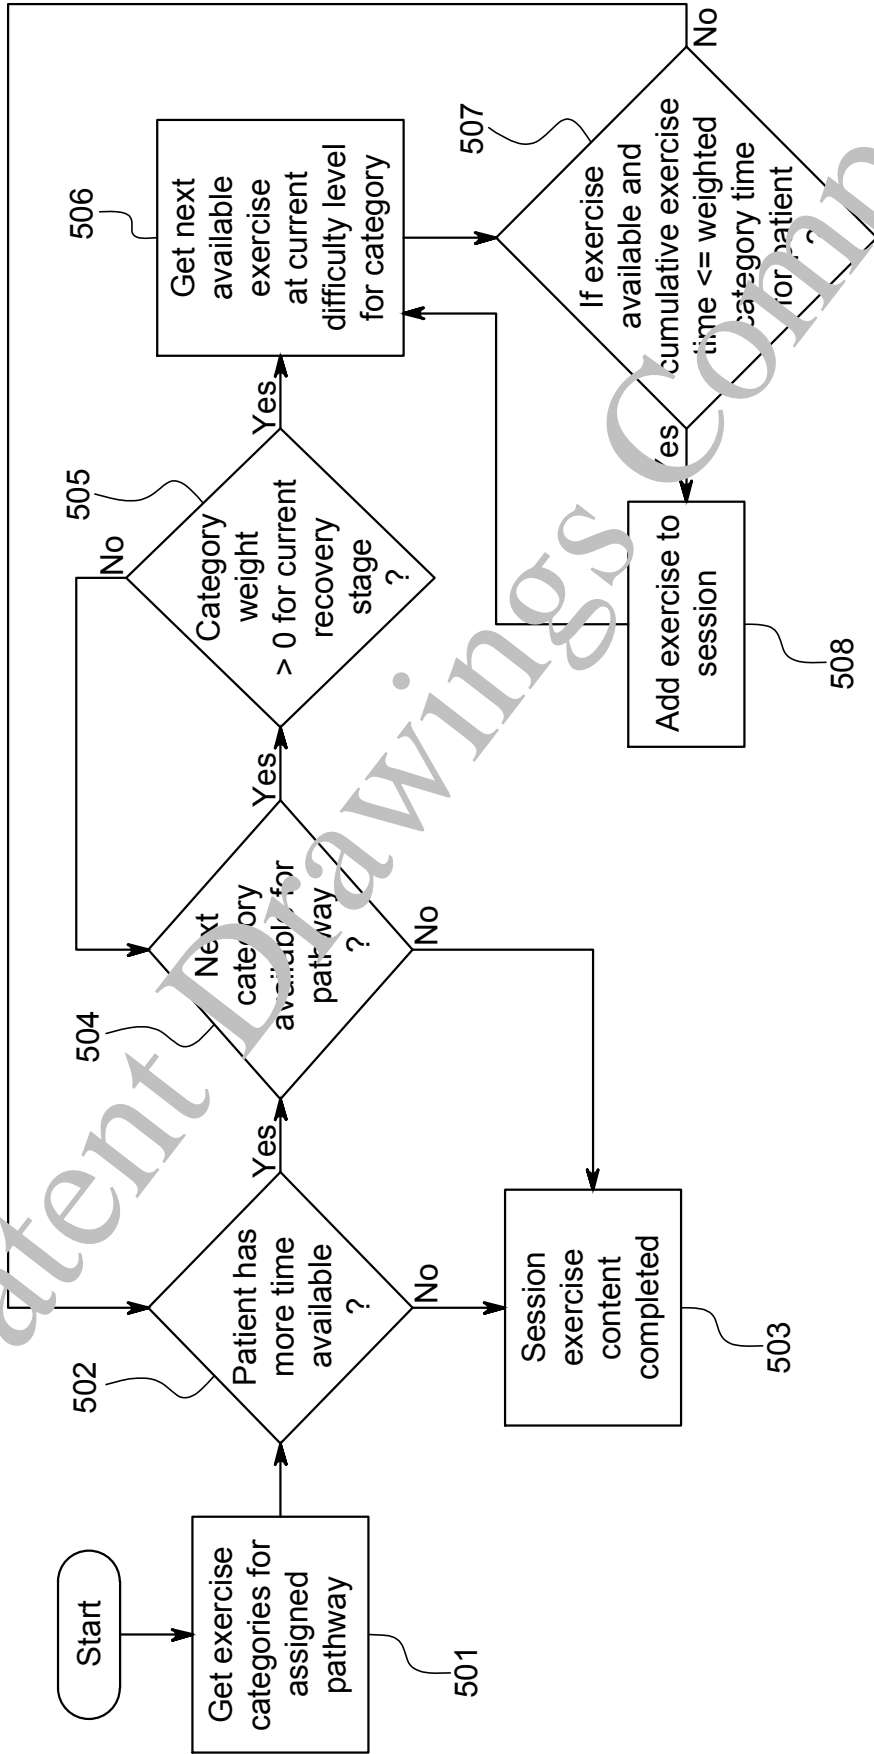 Start
Get exercise
categories for
assigned
pathway
501
502
Patient has
more time
available
?
Yes
No
Session
exercise
content
completed
503
504
Next
category
available for
pathway
?
Yes
No
505
Category
weight
> 0 for current
recovery
stage
?
No
Yes
506
Get next
available
exercise
at current
difficulty level
for category
507
If exercise
available and
cumulative exercise
time <= weighted
category time
for patient
?
No
Yes
Add exercise to
session
508
atent Drawings Comp